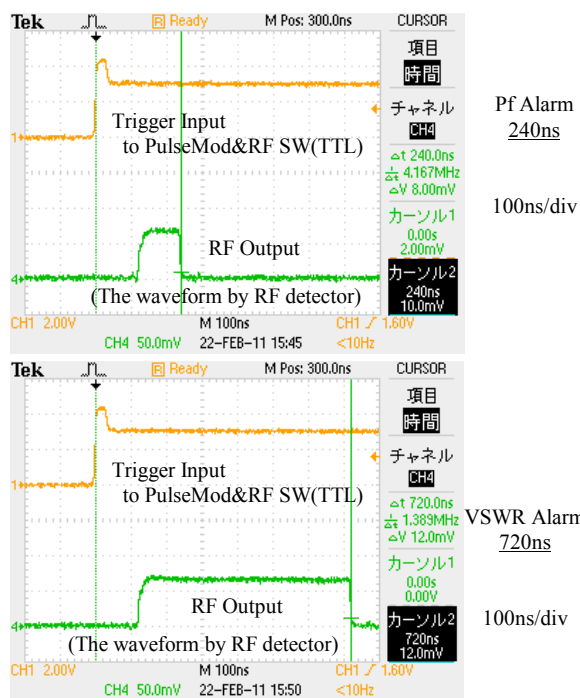 Tek R Ready M Pos: 300.0ns CURSOR
項目
時間
チャネル
CH4
△t 240.0ns
1/△t 4.167MHz
△V 8.00mV
カーソル1
0.00s
2.00mV
カーソル2
240ns
10.0mV
1
Trigger Input
to PulseMod&RF SW(TTL)
4
RF Output
(The waveform by RF detector)
CH1 2.00V M 100ns CH1 1.60V
CH4 50.0mV 22-FEB-11 15:45 <10Hz
Pf Alarm
240ns
100ns/div
Tek R Ready M Pos: 300.0ns CURSOR
項目
時間
チャネル
CH4
△t 720.0ns
1/△t 1.389MHz
△V 12.0mV
カーソル1
0.00s
0.00V
カーソル2
720ns
12.0mV
1
Trigger Input
to PulseMod&RF SW(TTL)
4
RF Output
(The waveform by RF detector)
CH1 2.00V M 100ns CH1 1.60V
CH4 50.0mV 22-FEB-11 15:50 <10Hz
VSWR Alarm
720ns
100ns/div